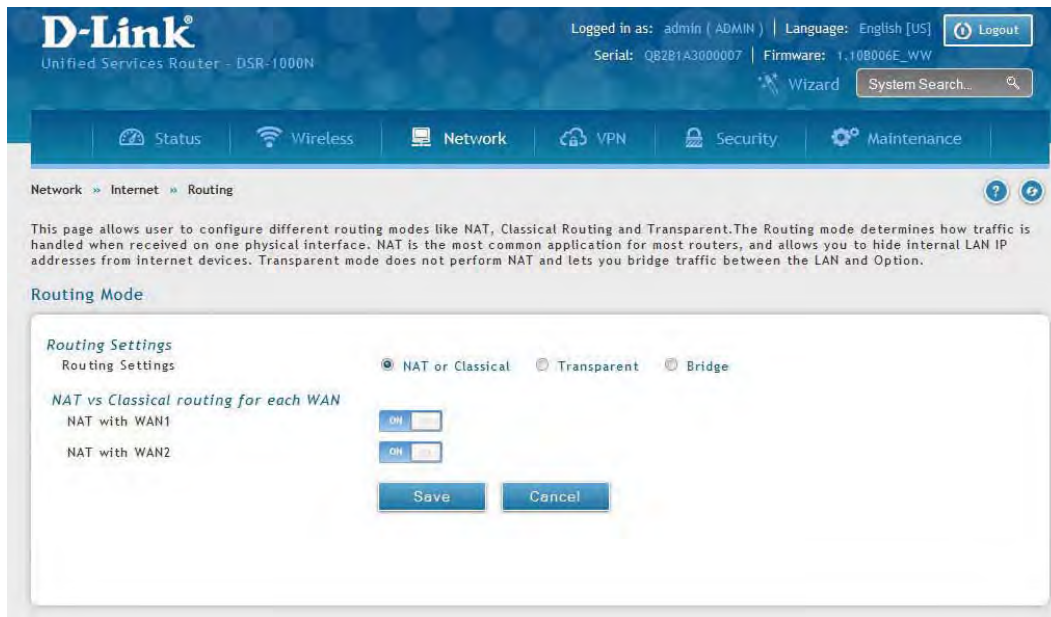 D-Link®
Unified Services Router - DSR-1000N
Logged in as: admin ( ADMIN ) | Language: English [US]
Logout
Serial: QB2B1A3000007 | Firmware: 1.10B006E_WW
Wizard
System Search...
Status
Wireless
Network
VPN
Security
Maintenance
Network » Internet » Routing
This page allows user to configure different routing modes like NAT, Classical Routing and Transparent.The Routing mode determines how traffic is
handled when received on one physical interface. NAT is the most common application for most routers, and allows you to hide internal LAN IP
addresses from internet devices. Transparent mode does not perform NAT and lets you bridge traffic between the LAN and Option.
Routing Mode
Routing Settings
Routing Settings
NAT or Classical
Transparent
Bridge
NAT vs Classical routing for each WAN
NAT with WAN1
ON
NAT with WAN2
ON
Save
Cancel